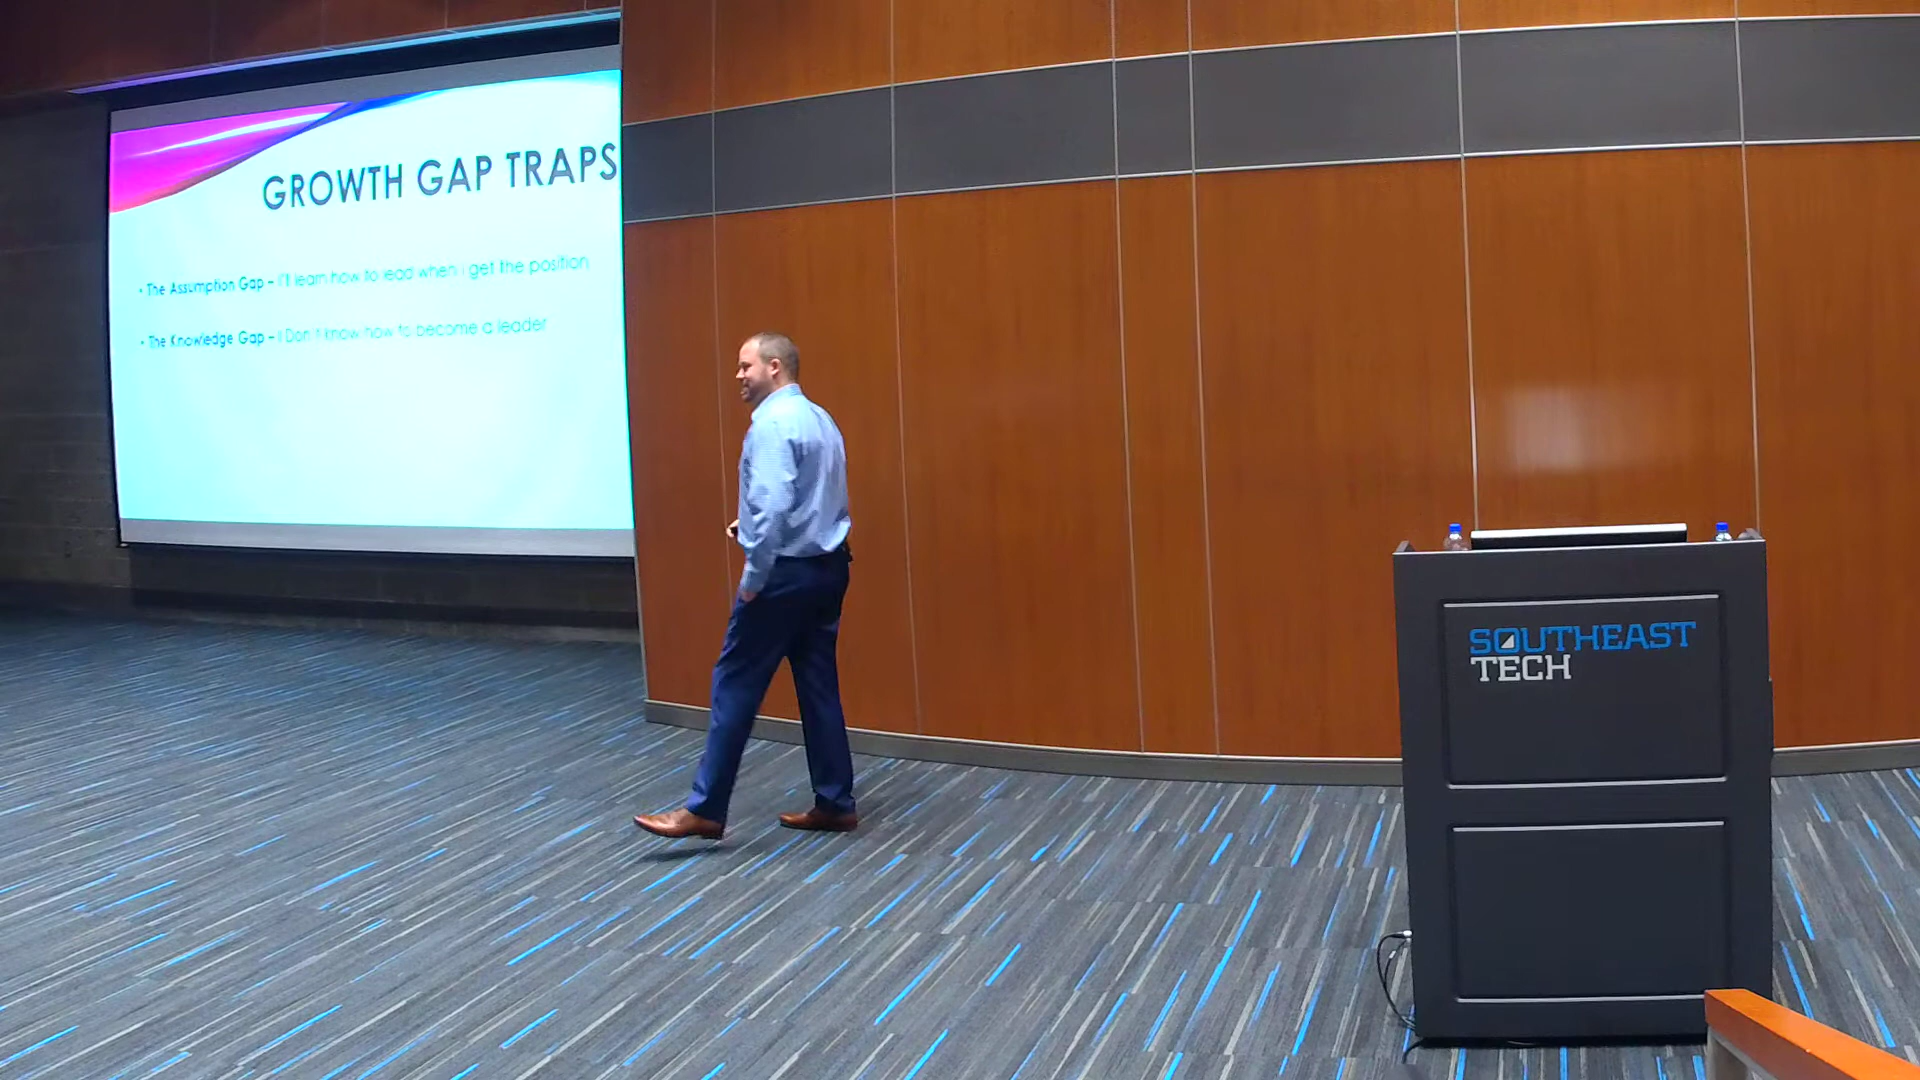 GROWTH GAP TRAPS
• The Assumption Gap – I'll learn how to lead when i get the position.
• The Knowledge Gap – I Don't know how to become a leader
SOUTHEAST
TECH